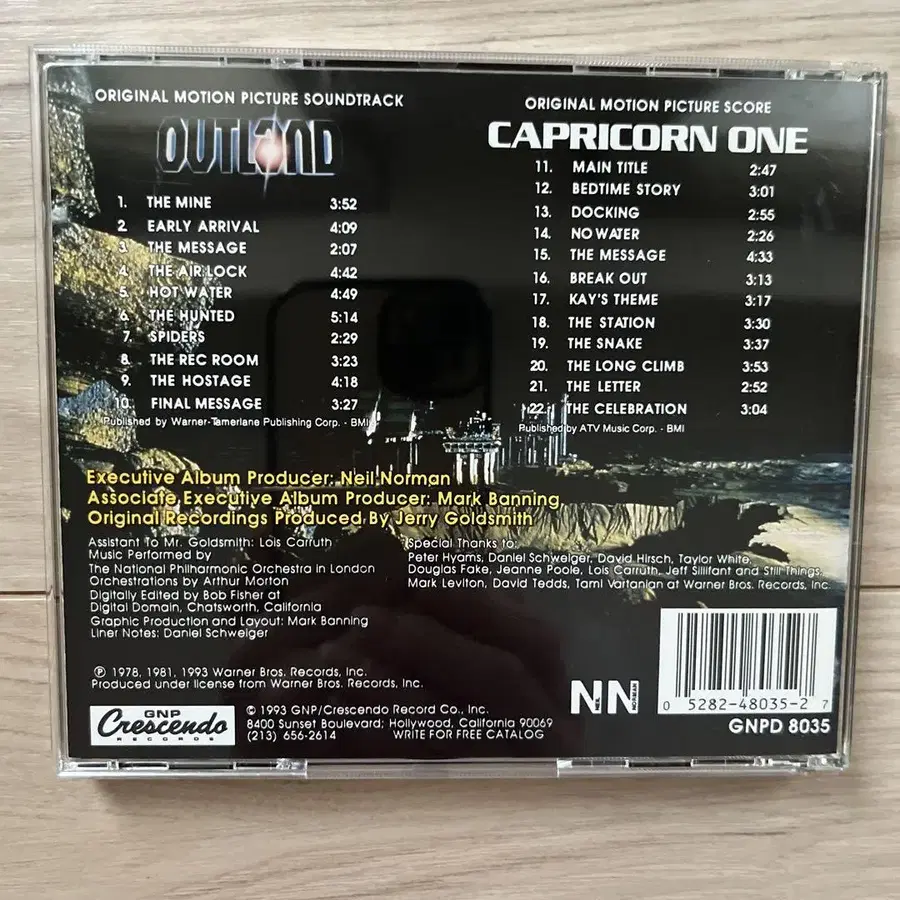 ORIGINAL MOTION PICTURE SOUNDTRACK
OUTLAND
1. THE MINE 3:52
2. EARLY ARRIVAL 4:09
3. THE MESSAGE 2:07
4. THE AIR LOCK 4:42
5. HOT WATER 4:49
6. THE HUNTED 5:14
7. SPIDERS 2:29
8. THE REC ROOM 3:23
9. THE HOSTAGE 4:18
10. FINAL MESSAGE 3:27
Published by Warner-Tamerlane Publishing Corp. - BMI
ORIGINAL MOTION PICTURE SCORE
CAPRICORN ONE
11. MAIN TITLE 2:47
12. BEDTIME STORY 3:01
13. DOCKING 2:55
14. NO WATER 2:26
15. THE MESSAGE 4:33
16. BREAK OUT 3:13
17. KAY'S THEME 3:17
18. THE STATION 3:30
19. THE SNAKE 3:37
20. THE LONG CLIMB 3:53
21. THE LETTER 2:52
22. THE CELEBRATION 3:04
Published by ATV Music Corp. - BMI
Executive Album Producer: Neil Norman
Associate Executive Album Producer: Mark Banning
Original Recordings Produced By Jerry Goldsmith
Assistant To Mr. Goldsmith: Lois Carruth
Music Performed by
The National Philharmonic Orchestra in London
Orchestrations by Arthur Morton
Digitally Edited by Bob Fisher at
Digital Domain, Chatsworth, California
Graphic Production and Layout: Mark Banning
Liner Notes: Daniel Schweiger
Special Thanks to:
Peter Hyams, Daniel Schweiger, David Hirsch, Taylor White,
Douglas Fake, Jeanne Poole, Lois Carruth, Jeff Sillifant and Still Things,
Mark Leviton, David Tedds, Tami Vartanian at Warner Bros. Records, Inc.
℗ 1978, 1981, 1993 Warner Bros. Records, Inc.
Produced under license from Warner Bros. Records, Inc.
GNP
Crescendo
RECORDS
© 1993 GNP/Crescendo Record Co., Inc.
8400 Sunset Boulevard; Hollywood, California 90069
(213) 656-2614 WRITE FOR FREE CATALOG
NN
NEIL
NORMAN
0 5282-48035-2 7
GNPD 8035